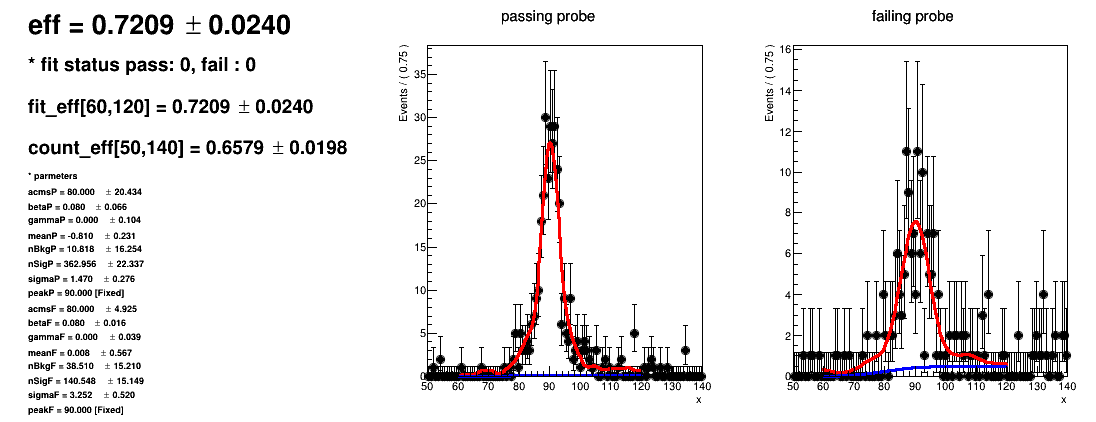 eff = 0.7209 ± 0.0240
* fit status pass: 0, fail : 0
fit_eff[60,120] = 0.7209 ± 0.0240
count_eff[50,140] = 0.6579 ± 0.0198
* parmeters
acmsP = 80.000 ± 20.434
betaP = 0.080 ± 0.066
gammaP = 0.000 ± 0.104
meanP = -0.810 ± 0.231
nBkgP = 10.818 ± 16.254
nSigP = 362.956 ± 22.337
sigmaP = 1.470 ± 0.276
peakP = 90.000 [Fixed]
acmsF = 80.000 ± 4.925
betaF = 0.080 ± 0.016
gammaF = 0.000 ± 0.039
meanF = 0.008 ± 0.567
nBkgF = 38.510 ± 15.210
nSigF = 140.548 ± 15.149
sigmaF = 3.252 ± 0.520
peakF = 90.000 [Fixed]
passing probe
Events / ( 0.75 )
35
30
25
20
15
10
5
0
50 60 70 80 90 100 110 120 130 140
x
failing probe
Events / ( 0.75 )
16
14
12
10
8
6
4
2
0
50 60 70 80 90 100 110 120 130 140
x